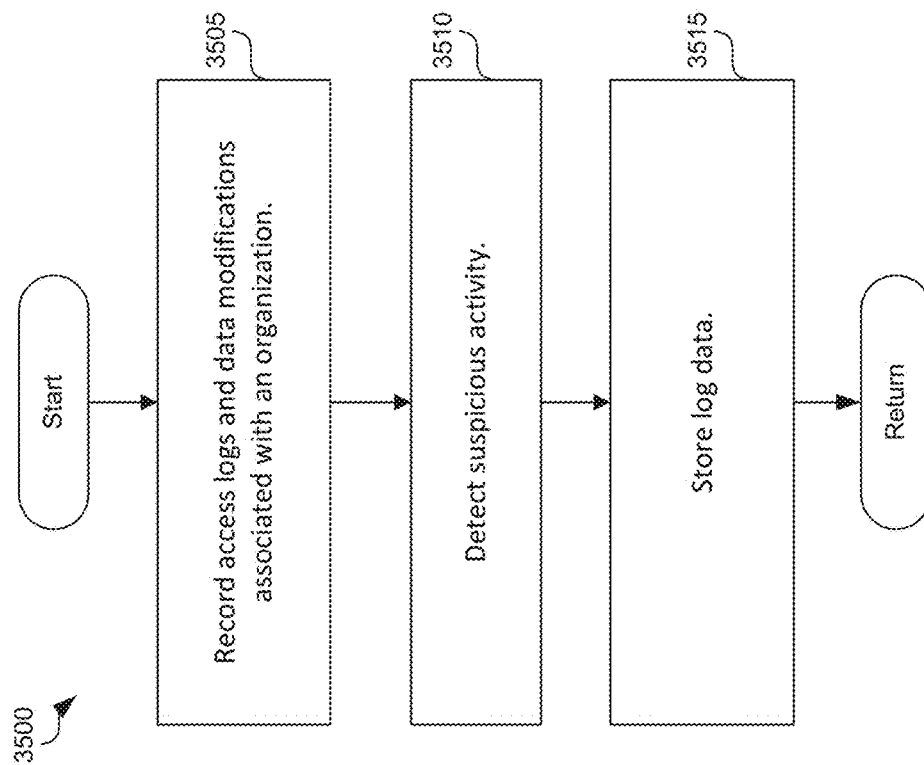 3500
Start
Record access logs and data modifications
associated with an organization.
3505
Detect suspicious activity.
3510
Store log data.
3515
Return